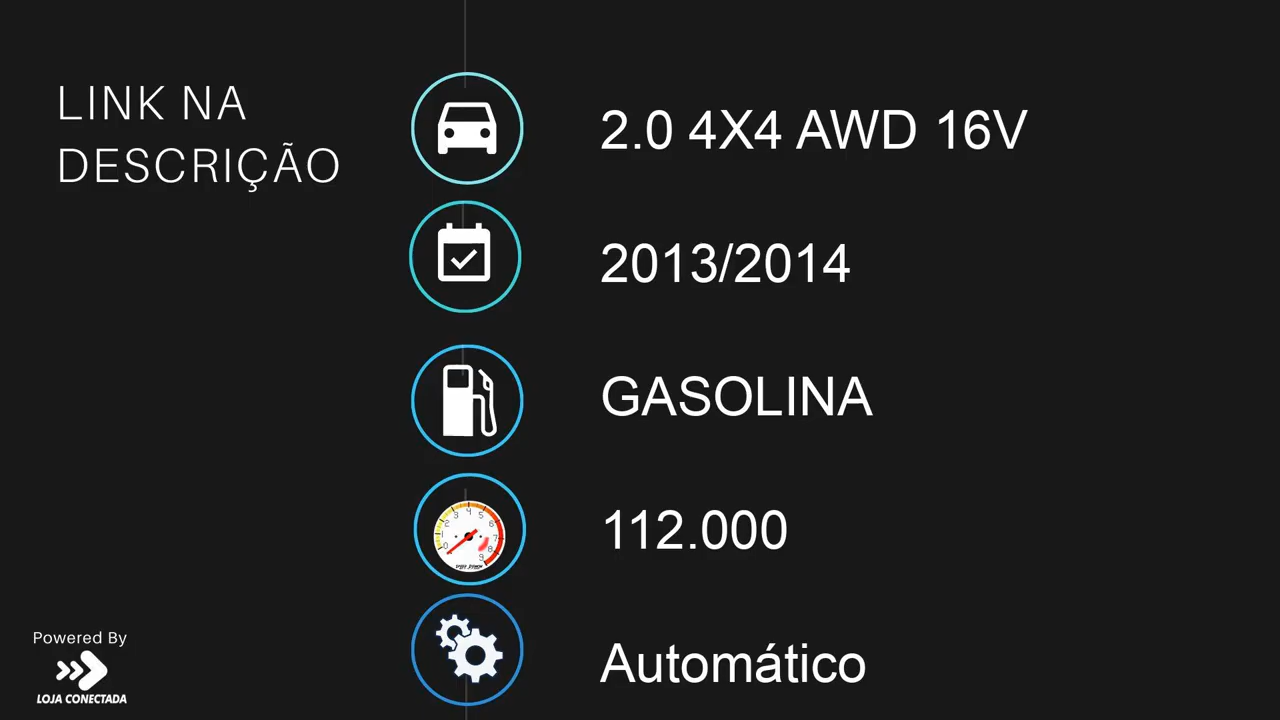 LINK NA
DESCRIÇÃO
2.0 4X4 AWD 16V
2013/2014
GASOLINA
112.000
Automático
Powered By
LOJA CONECTADA